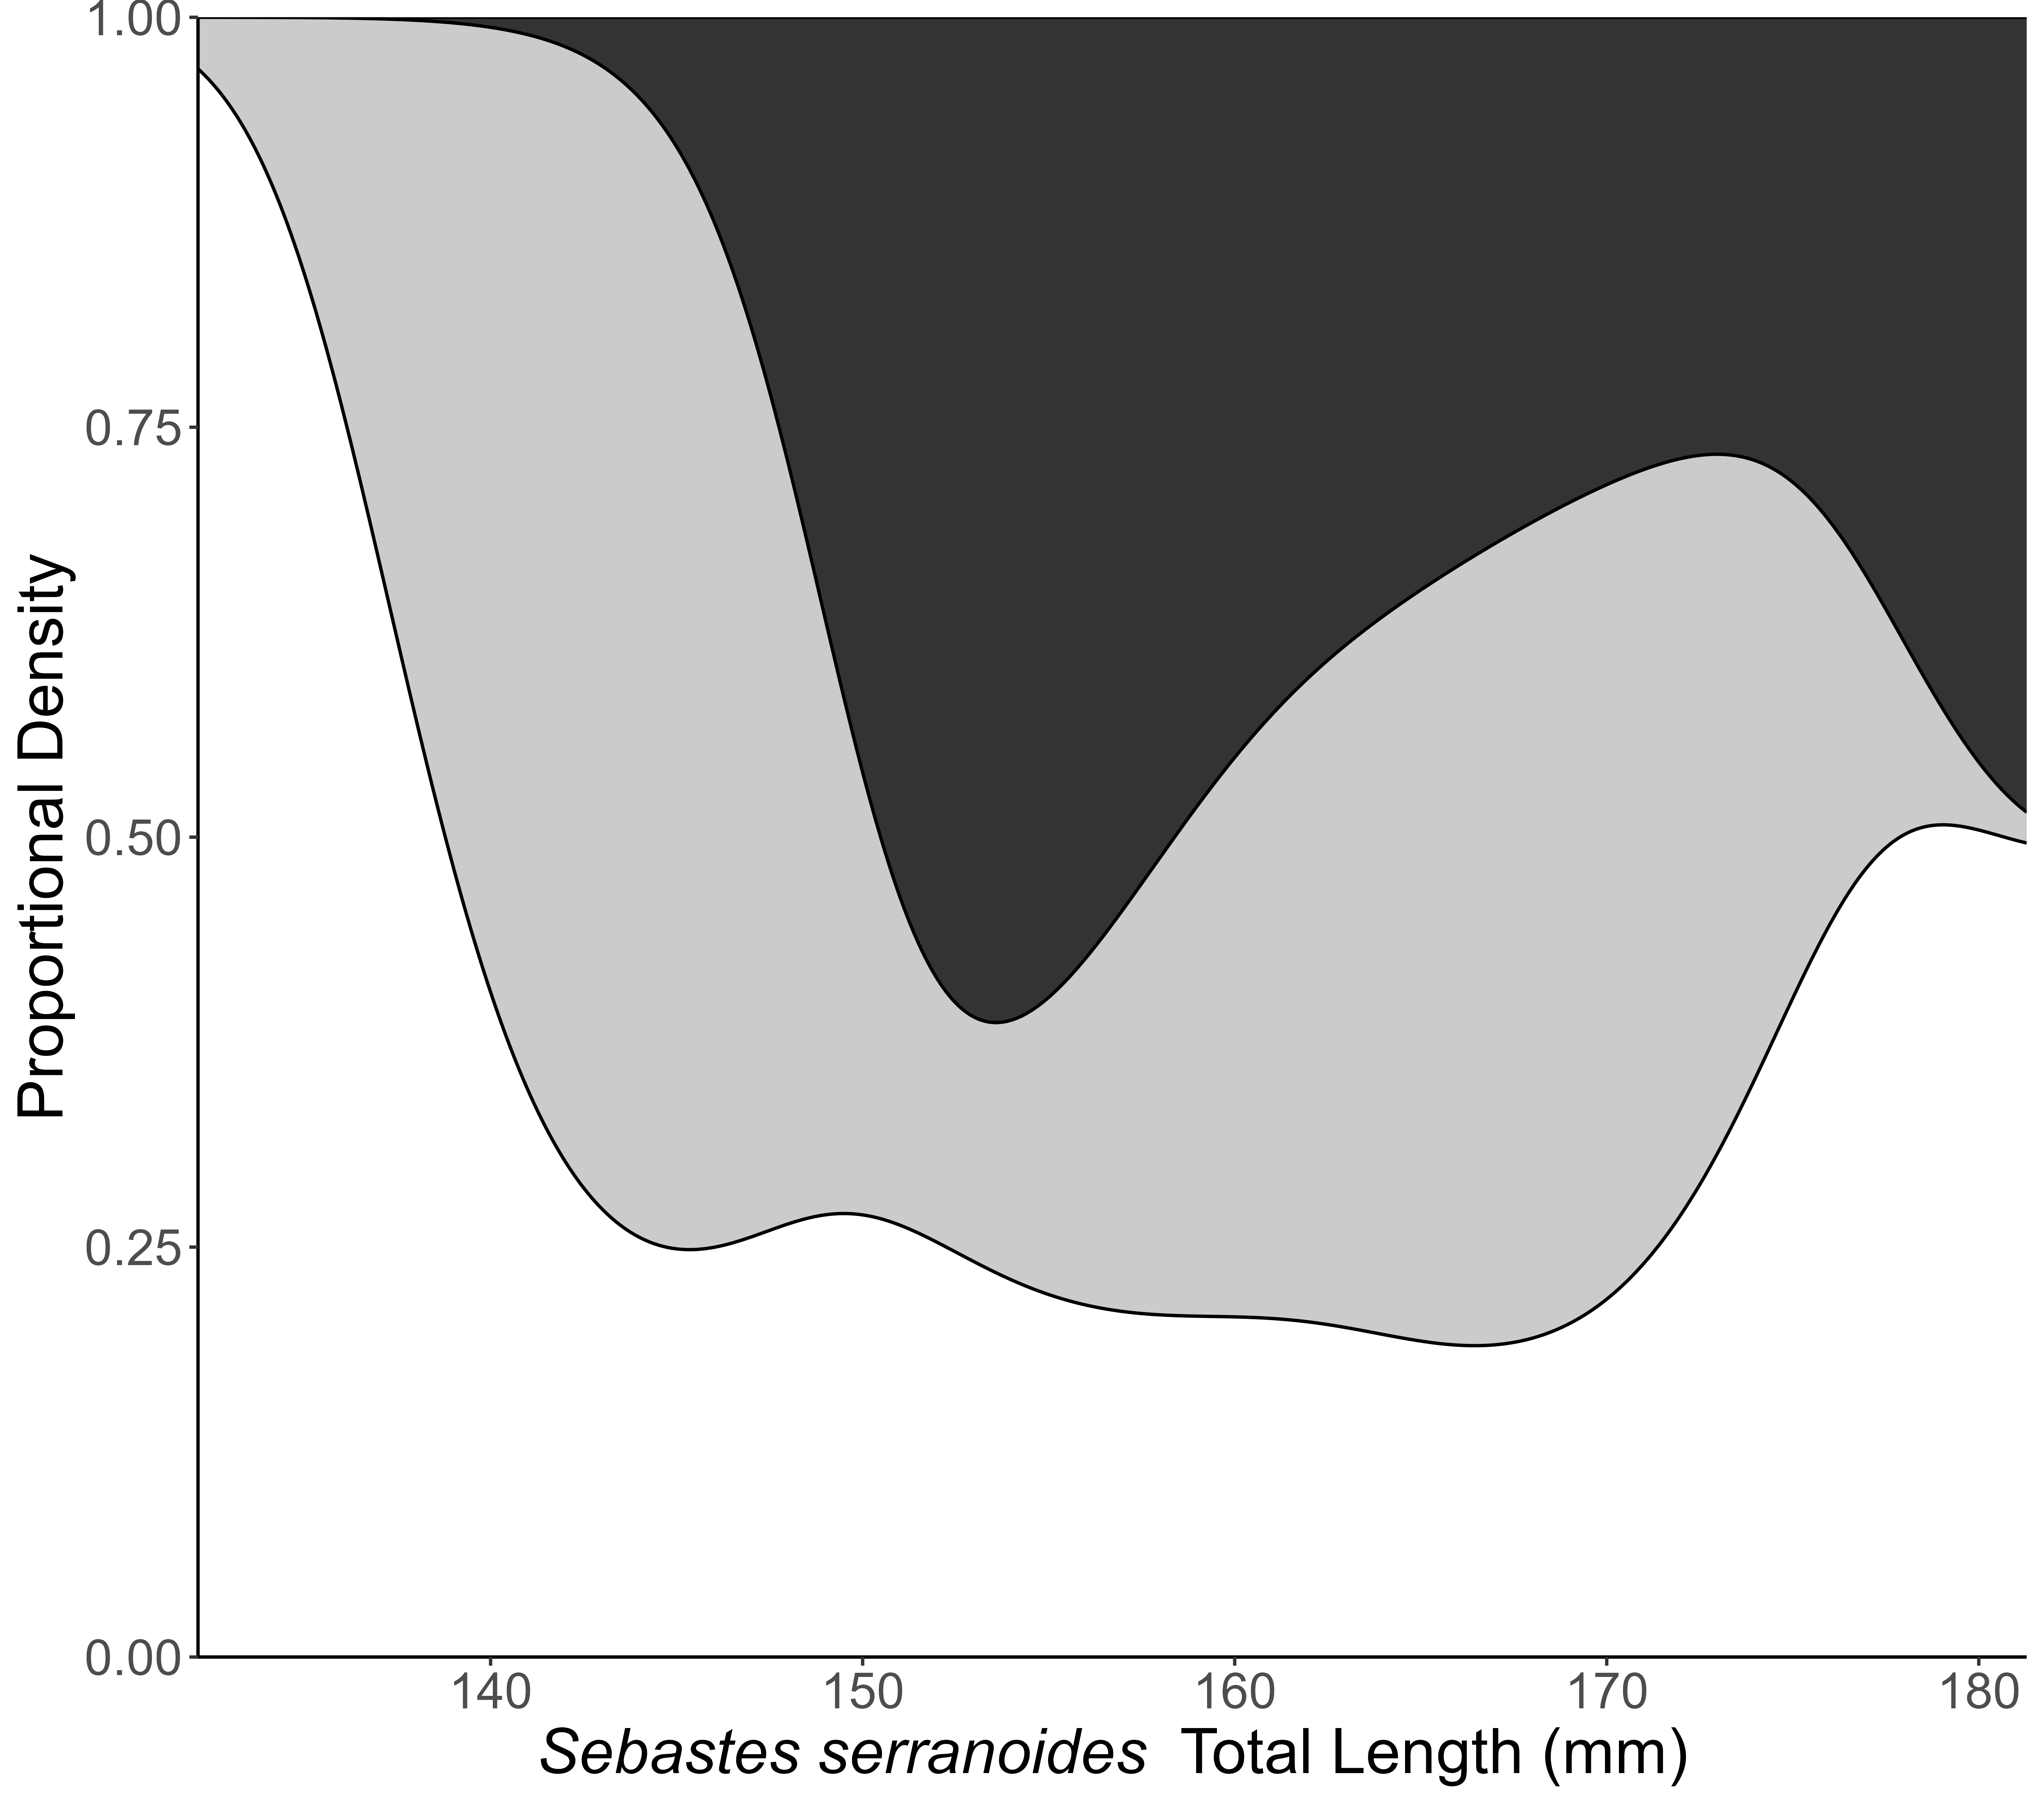 1.00
0.75
0.50
0.25
0.00
Proportional Density
140 150 160 170 180
Sebastes serranoides Total Length (mm)